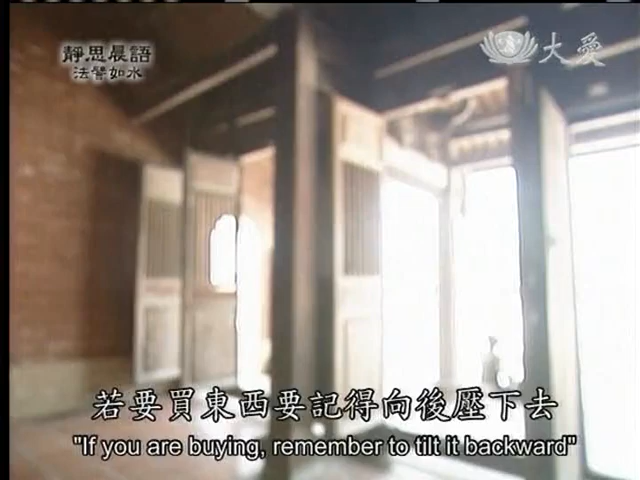 靜思晨語
法譬如水
大愛
若要買東西要記得向後壓下去
"If you are buying, remember to tilt it backward"